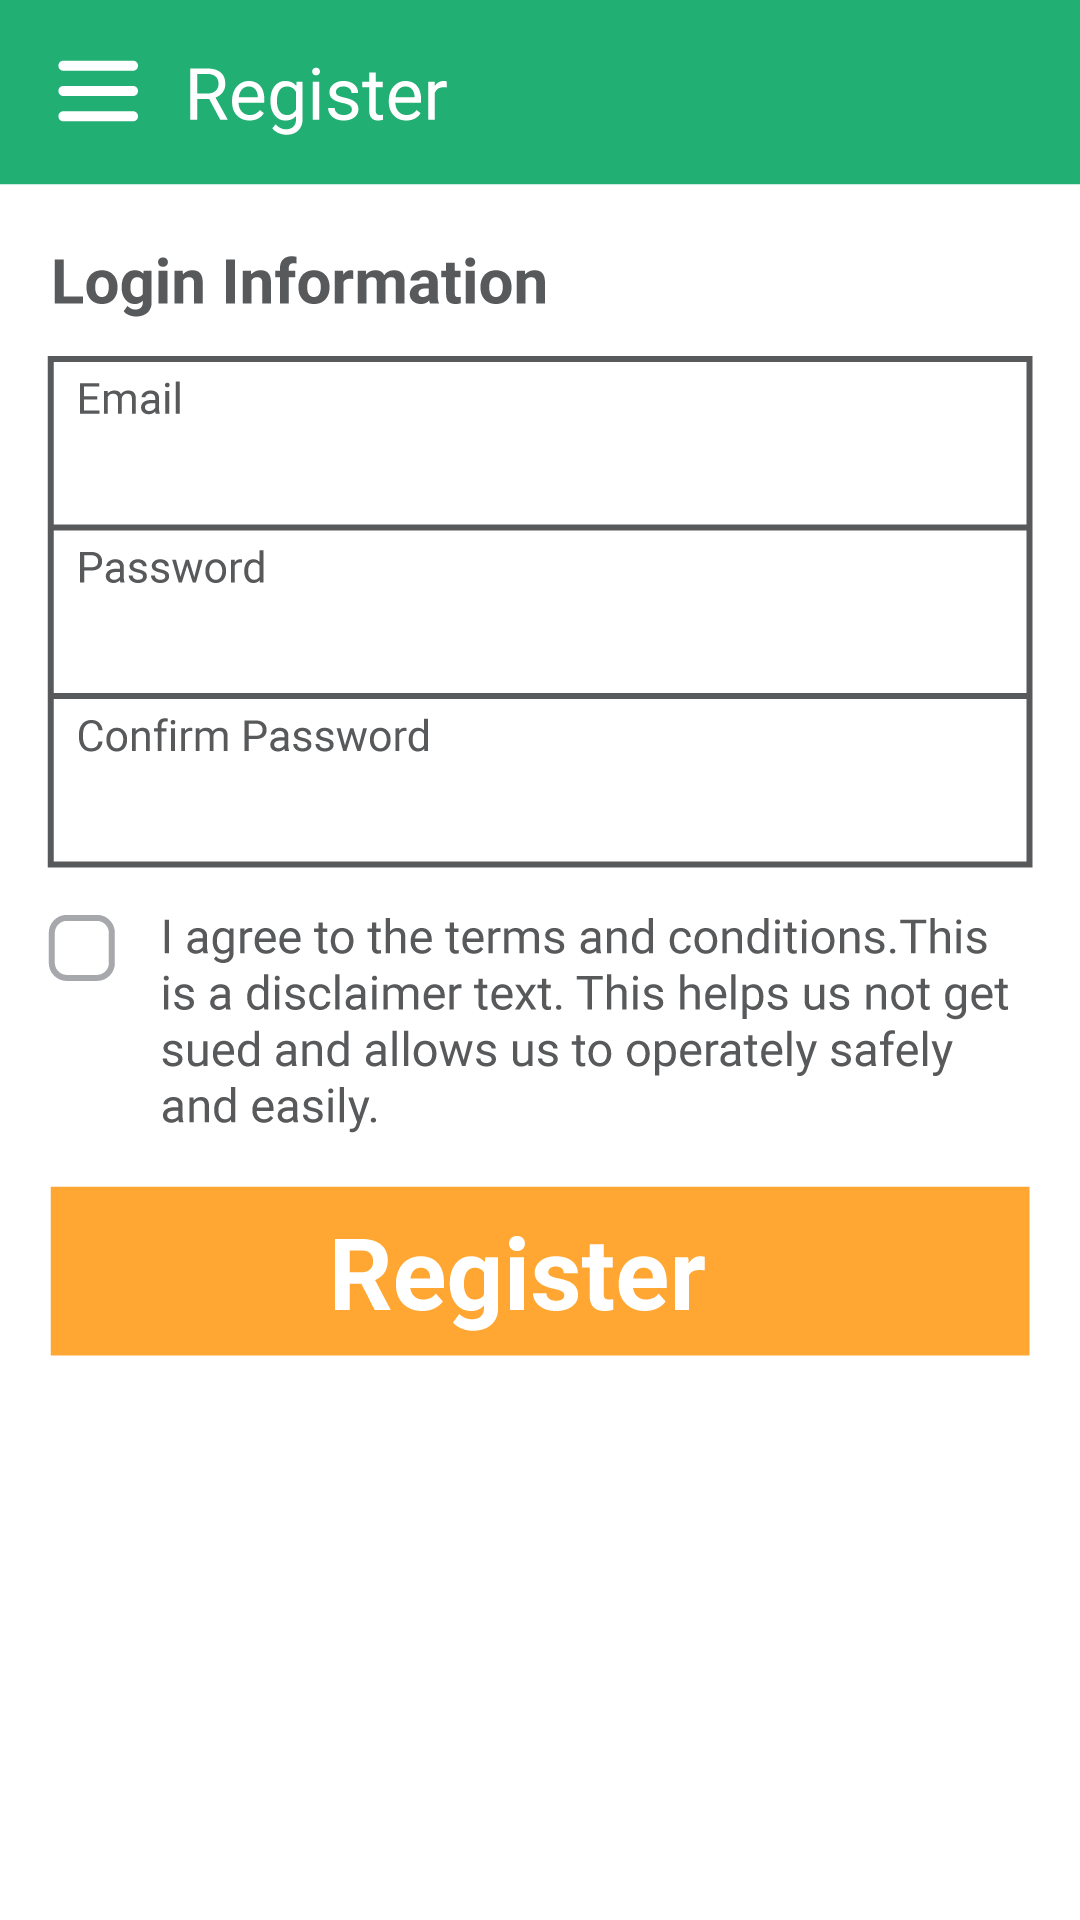 Register
Login Information
Email
Password
Confirm Password
I agree to the terms and conditions.This
is a disclaimer text. This helps us not get
sued and allows us to operately safely
and easily.
Register